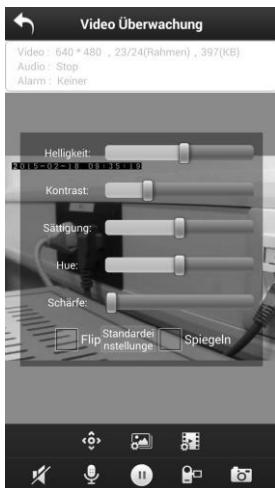 Video Überwachung
Video : 640 * 480 , 23/24(Rahmen) , 397(KB)
Audio : Stop
Alarm : Keiner
Helligkeit:
2015-02-18 09:35:19
Kontrast:
Sättigung:
Hue:
Schärfe:
Flip
Standardei
nstellunge
Spiegeln